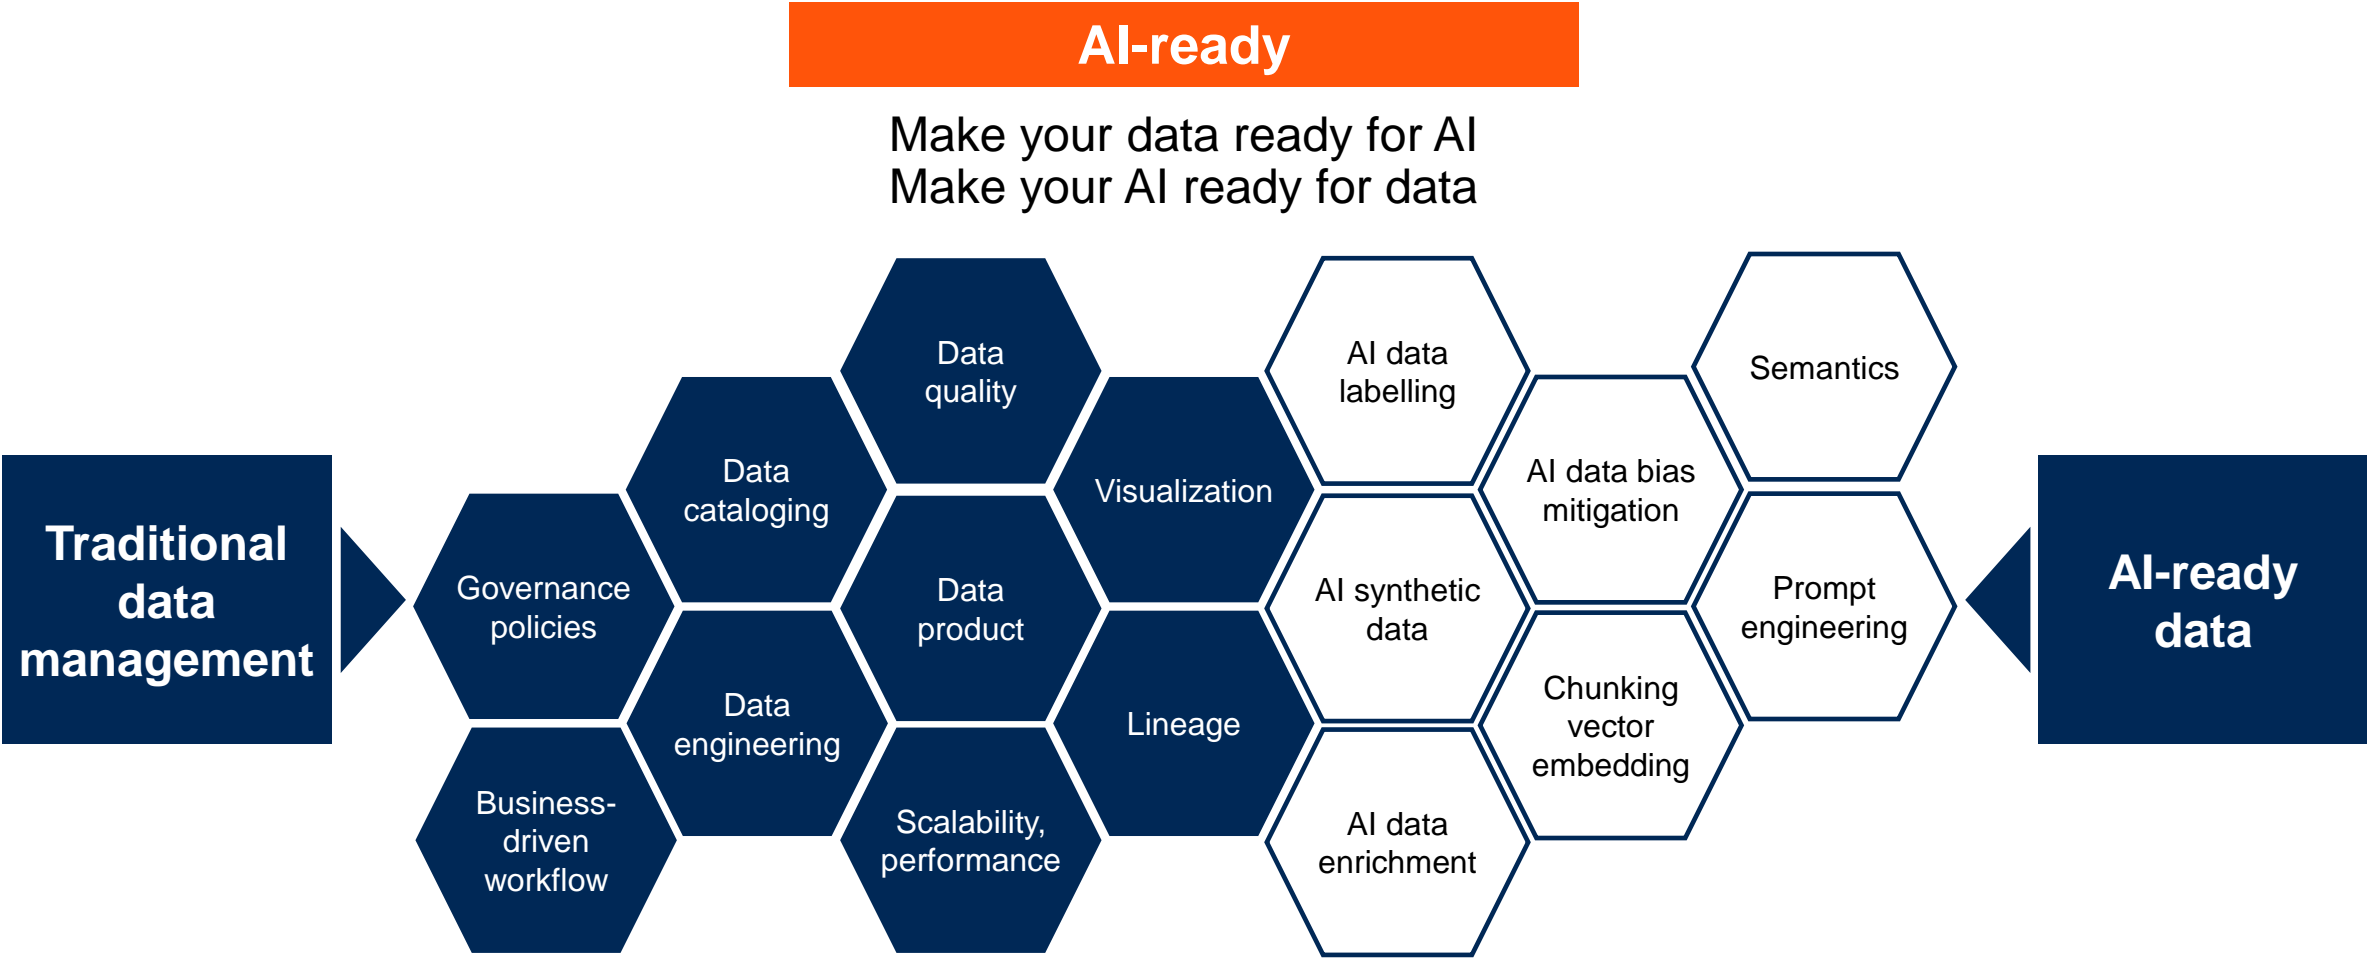 AI-ready
Make your data ready for AI
Make your AI ready for data
Traditional
data
management
Governance
policies
Business-
driven
workflow
Data
cataloging
Data
engineering
Data
quality
Data
product
Scalability,
performance
Visualization
Lineage
AI data
labelling
AI synthetic
data
AI data
enrichment
AI data bias
mitigation
Chunking
vector
embedding
Semantics
Prompt
engineering
AI-ready
data